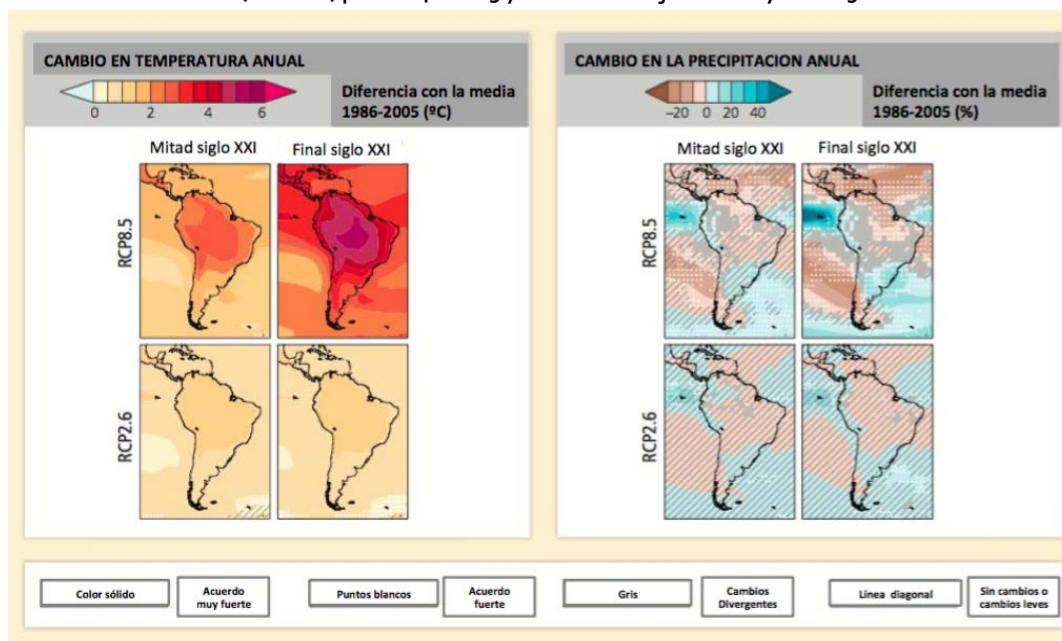 CAMBIO EN TEMPERATURA ANUAL
0 2 4 6
Diferencia con la media
1986-2005 (ºC)
Mitad siglo XXI
Final siglo XXI
RCP8.5
RCP2.6
CAMBIO EN LA PRECIPITACION ANUAL
–20 0 20 40
Diferencia con la media
1986-2005 (%)
Mitad siglo XXI
Final siglo XXI
RCP8.5
RCP2.6
Color sólido
Acuerdo
muy fuerte
Puntos blancos
Acuerdo
fuerte
Gris
Cambios
Divergentes
Línea diagonal
Sin cambios o
cambios leves